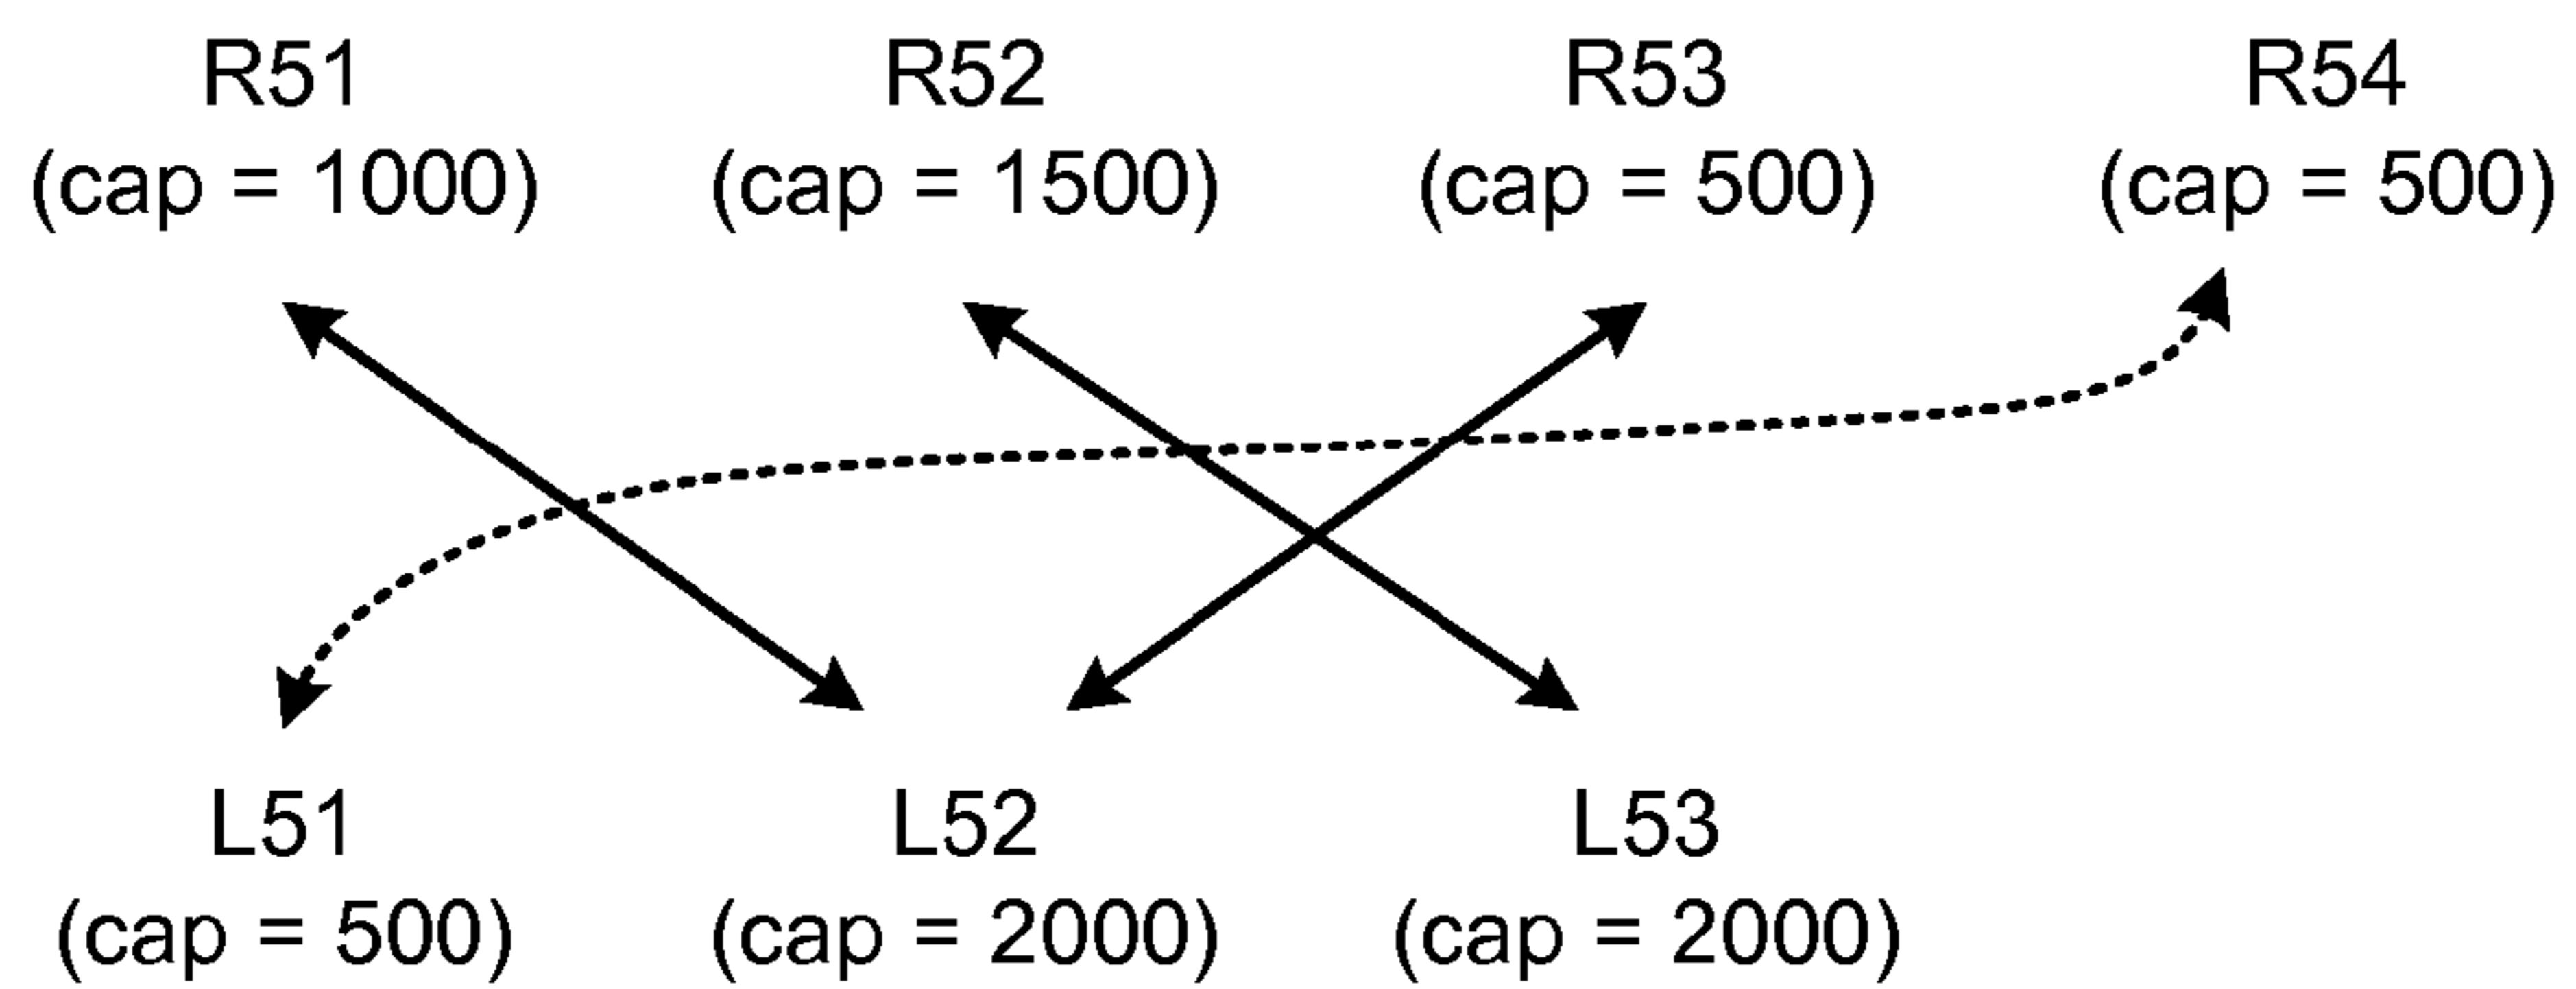 R51 R52 R53 R54
(cap = 1000) (cap = 1500) (cap = 500) (cap = 500)
L51 L52 L53
(cap = 500) (cap = 2000) (cap = 2000)